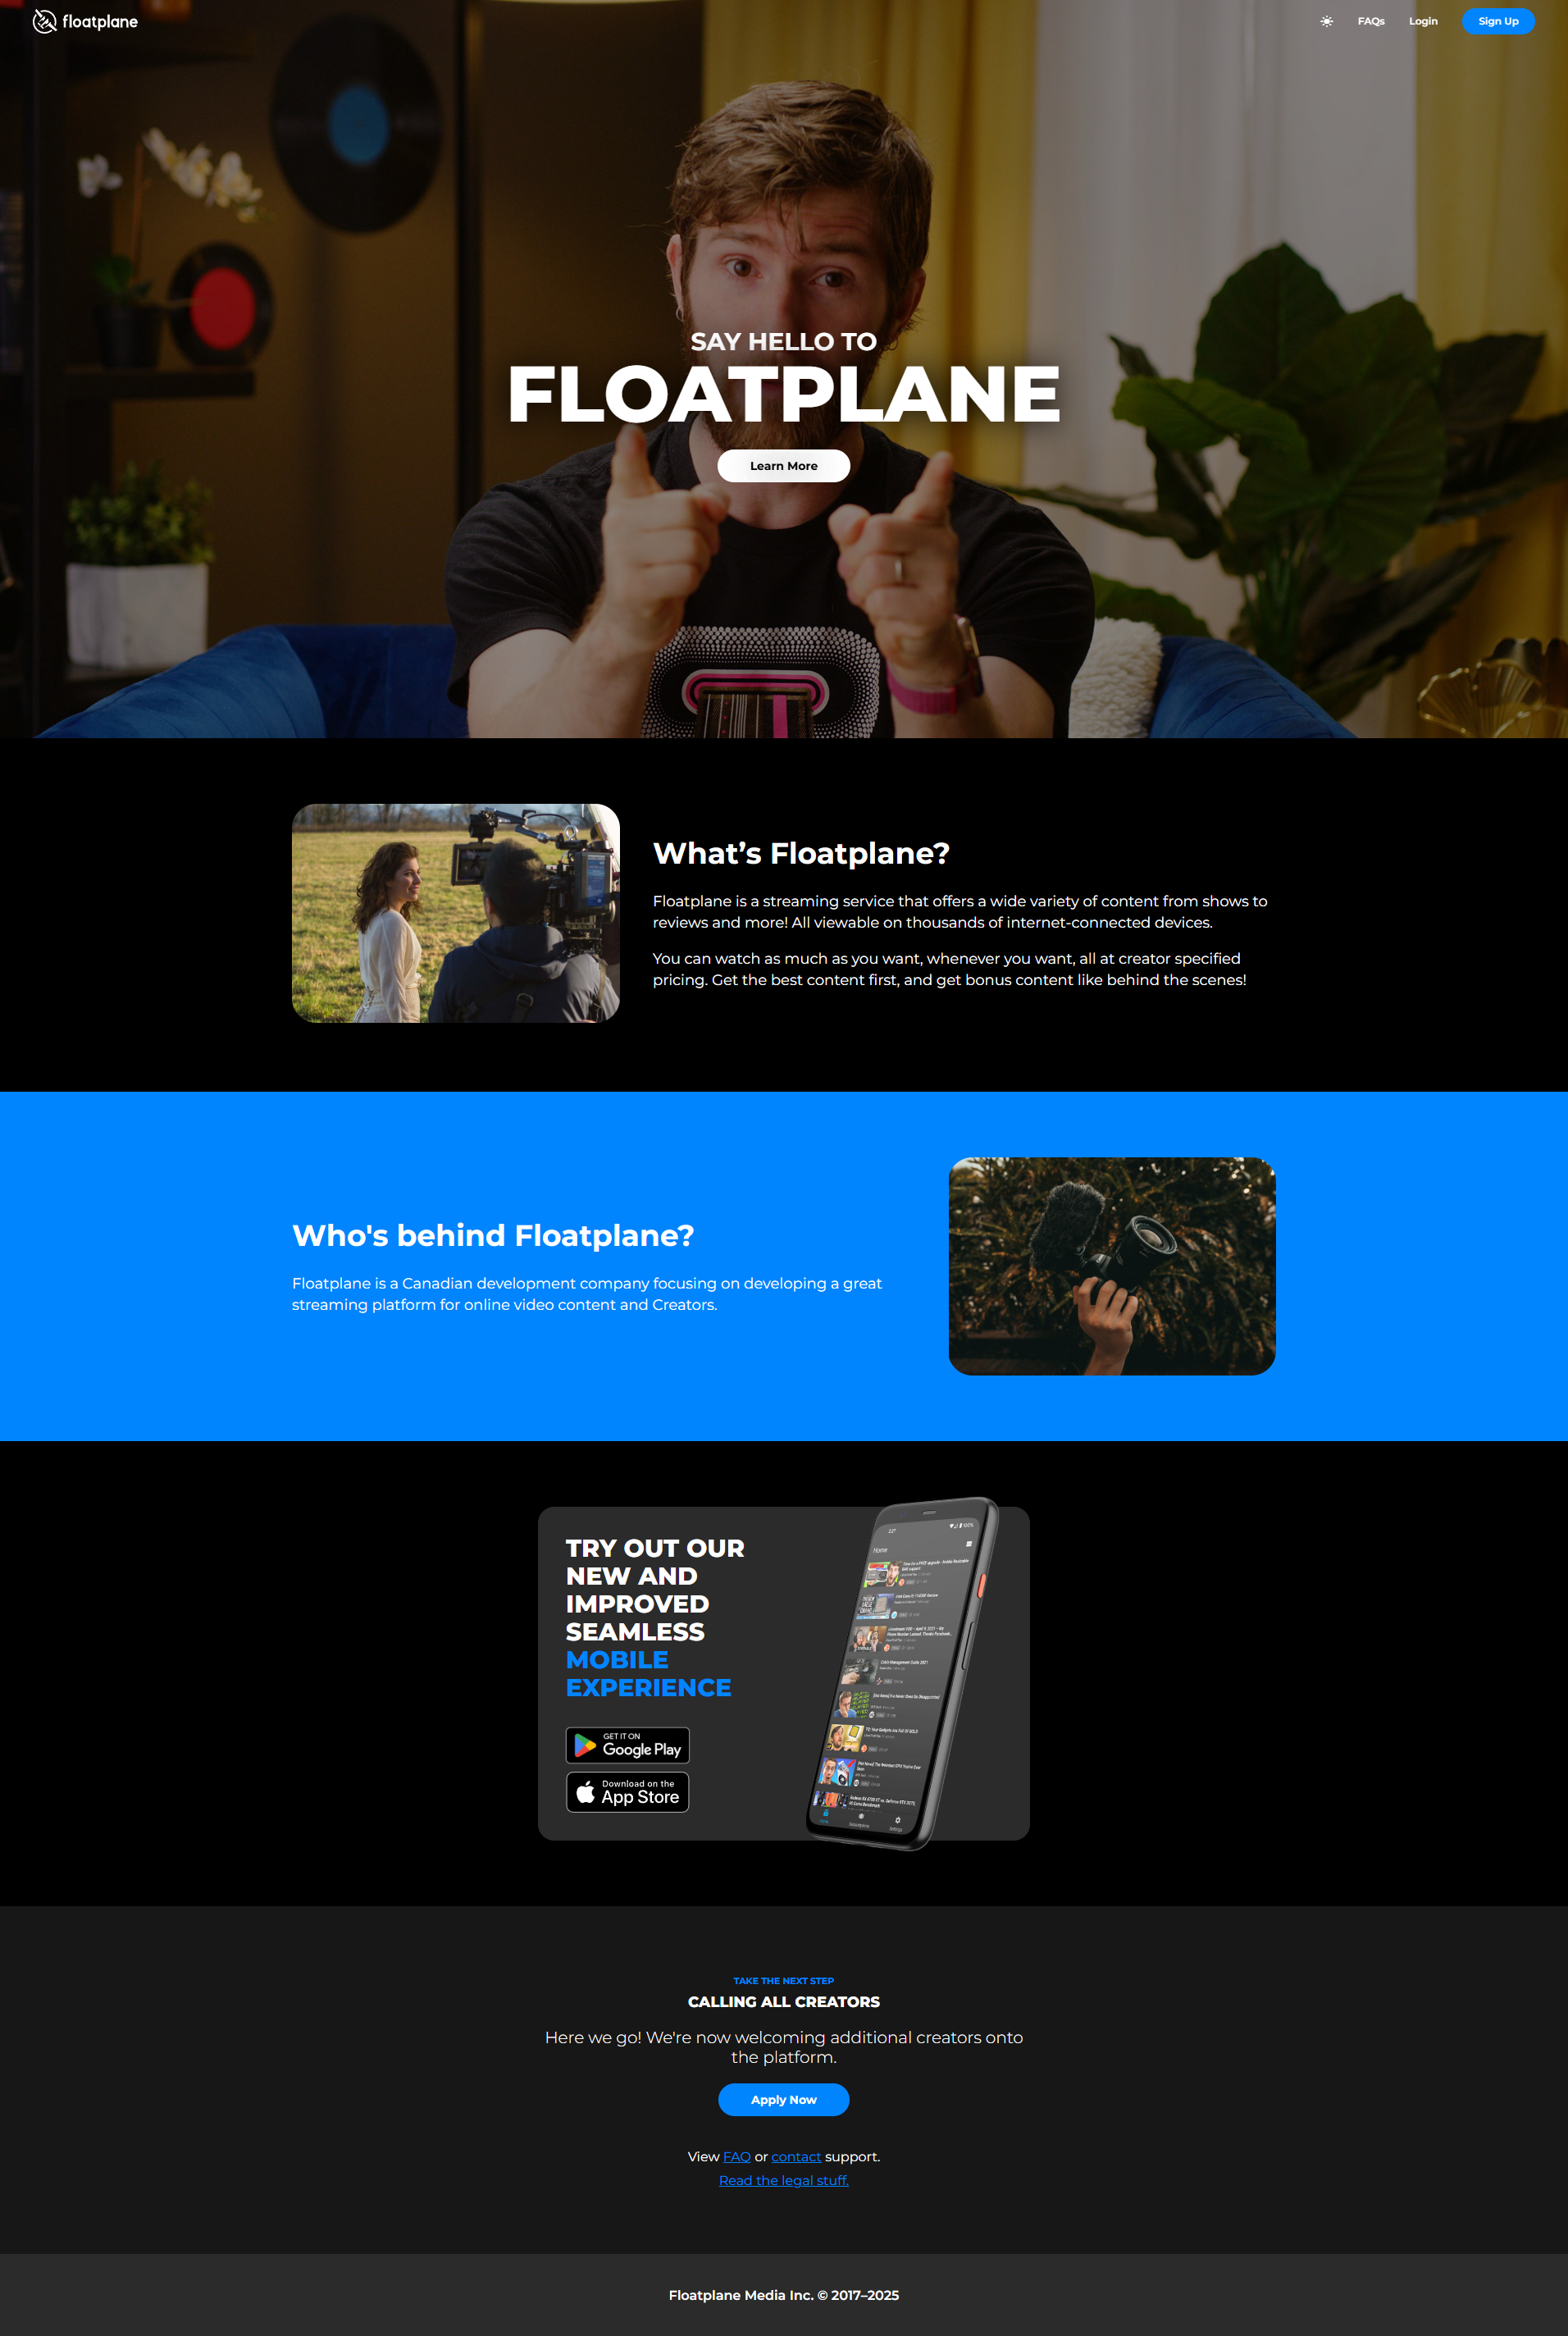 floatplane
FAQs
Login
Sign Up
SAY HELLO TO
FLOATPLANE
Learn More
What’s Floatplane?
Floatplane is a streaming service that offers a wide variety of content from shows to
reviews and more! All viewable on thousands of internet-connected devices.
You can watch as much as you want, whenever you want, all at creator specified
pricing. Get the best content first, and get bonus content like behind the scenes!
Who's behind Floatplane?
Floatplane is a Canadian development company focusing on developing a great
streaming platform for online video content and Creators.
TRY OUT OUR
NEW AND
IMPROVED
SEAMLESS
MOBILE
EXPERIENCE
GET IT ON
Google Play
Download on the
App Store
2:27
100%
Home
TAKE THE NEXT STEP
CALLING ALL CREATORS
Here we go! We're now welcoming additional creators onto
the platform.
Apply Now
View FAQ or contact support.
Read the legal stuff.
Floatplane Media Inc. © 2017–2025